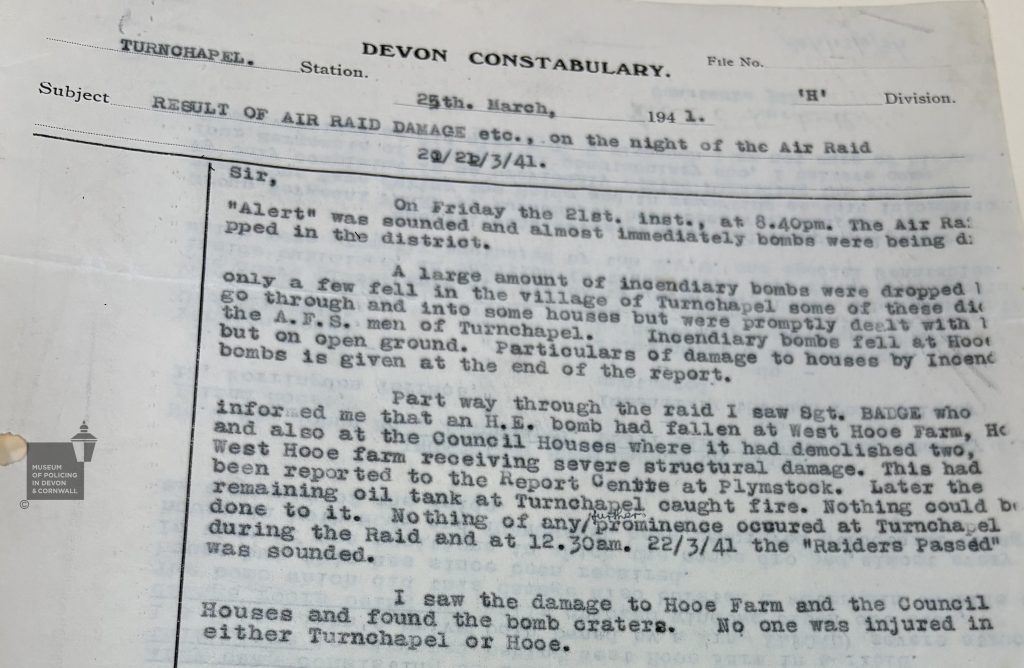 TURNCHAPEL. Station. DEVON CONSTABULARY. File No.
25th. March, 1941. 'H' Division.
Subject RESULT OF AIR RAID DAMAGE etc., on the night of the Air Raid
/3/41.
Sir,
On Friday the 21st. inst., at 8.40pm. The Air Rai
"Alert" was sounded and almost immediately bombs were being d
pped in the district.
A large amount of incendiary bombs were dropped
only a few fell in the village of Turnchapel some of these di
go through and into some houses but were promptly dealt with
the A.F.S. men of Turnchapel. Incendiary bombs fell at Hooe
but on open ground. Particulars of damage to houses by Incend
bombs is given at the end of the report.
Part way through the raid I saw Sgt. BADGE who
informed me that an H.E. bomb had fallen at West Hooe Farm, Ho
and also at the Council Houses where it had demolished two,
West Hooe farm receiving severe structural damage. This had
been reported to the Report Centre at Plymstock. Later the
remaining oil tank at Turnchapel caught fire. Nothing could b
done to it. Nothing of any/further prominence occured at Turnchapel
during the Raid and at 12.30am. 22/3/41 the "Raiders Passed"
was sounded.
I saw the damage to Hooe Farm and the Council
Houses and found the bomb craters. No one was injured in
either Turnchapel or Hooe.
MUSEUM
OF POLICING
IN DEVON
& CORNWALL
©